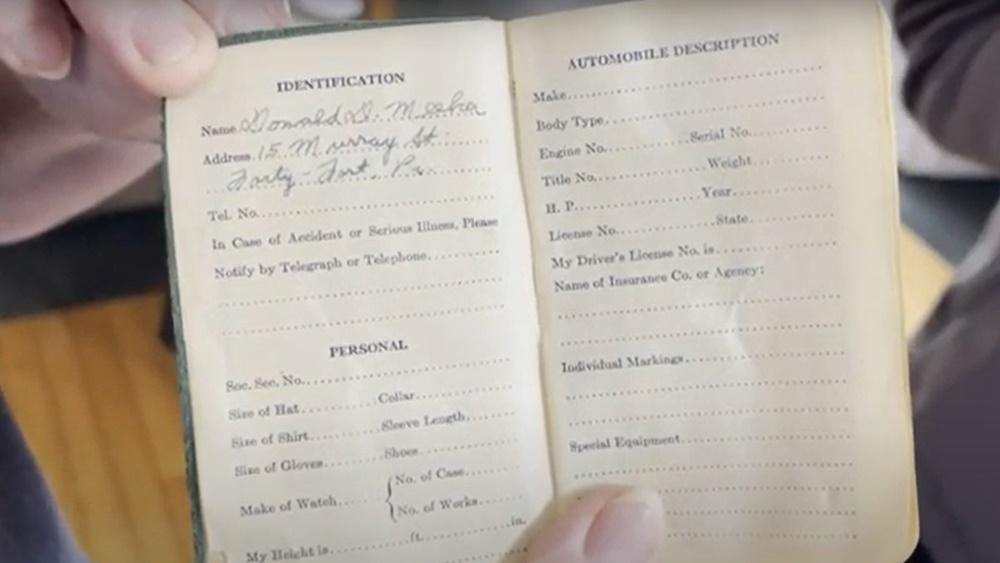 IDENTIFICATION
Name Donald D.
Address 15 Murray St.
Forty-Fort, Pa.
Tel. No.
In Case of Accident or Serious Illness, Please
Notify by Telegraph or Telephone
PERSONAL
Soc. Sec. No.
Size of Hat Collar
Size of Shirt Sleeve Length
Size of Gloves Shoes
Make of Watch { No. of Case
No. of Works
My Height is ft. in.
AUTOMOBILE DESCRIPTION
Make
Body Type
Engine No. Serial No.
Title No. Weight
H. P. Year
License No. State
My Driver's License No. is
Name of Insurance Co. or Agency:
Individual Markings
Special Equipment